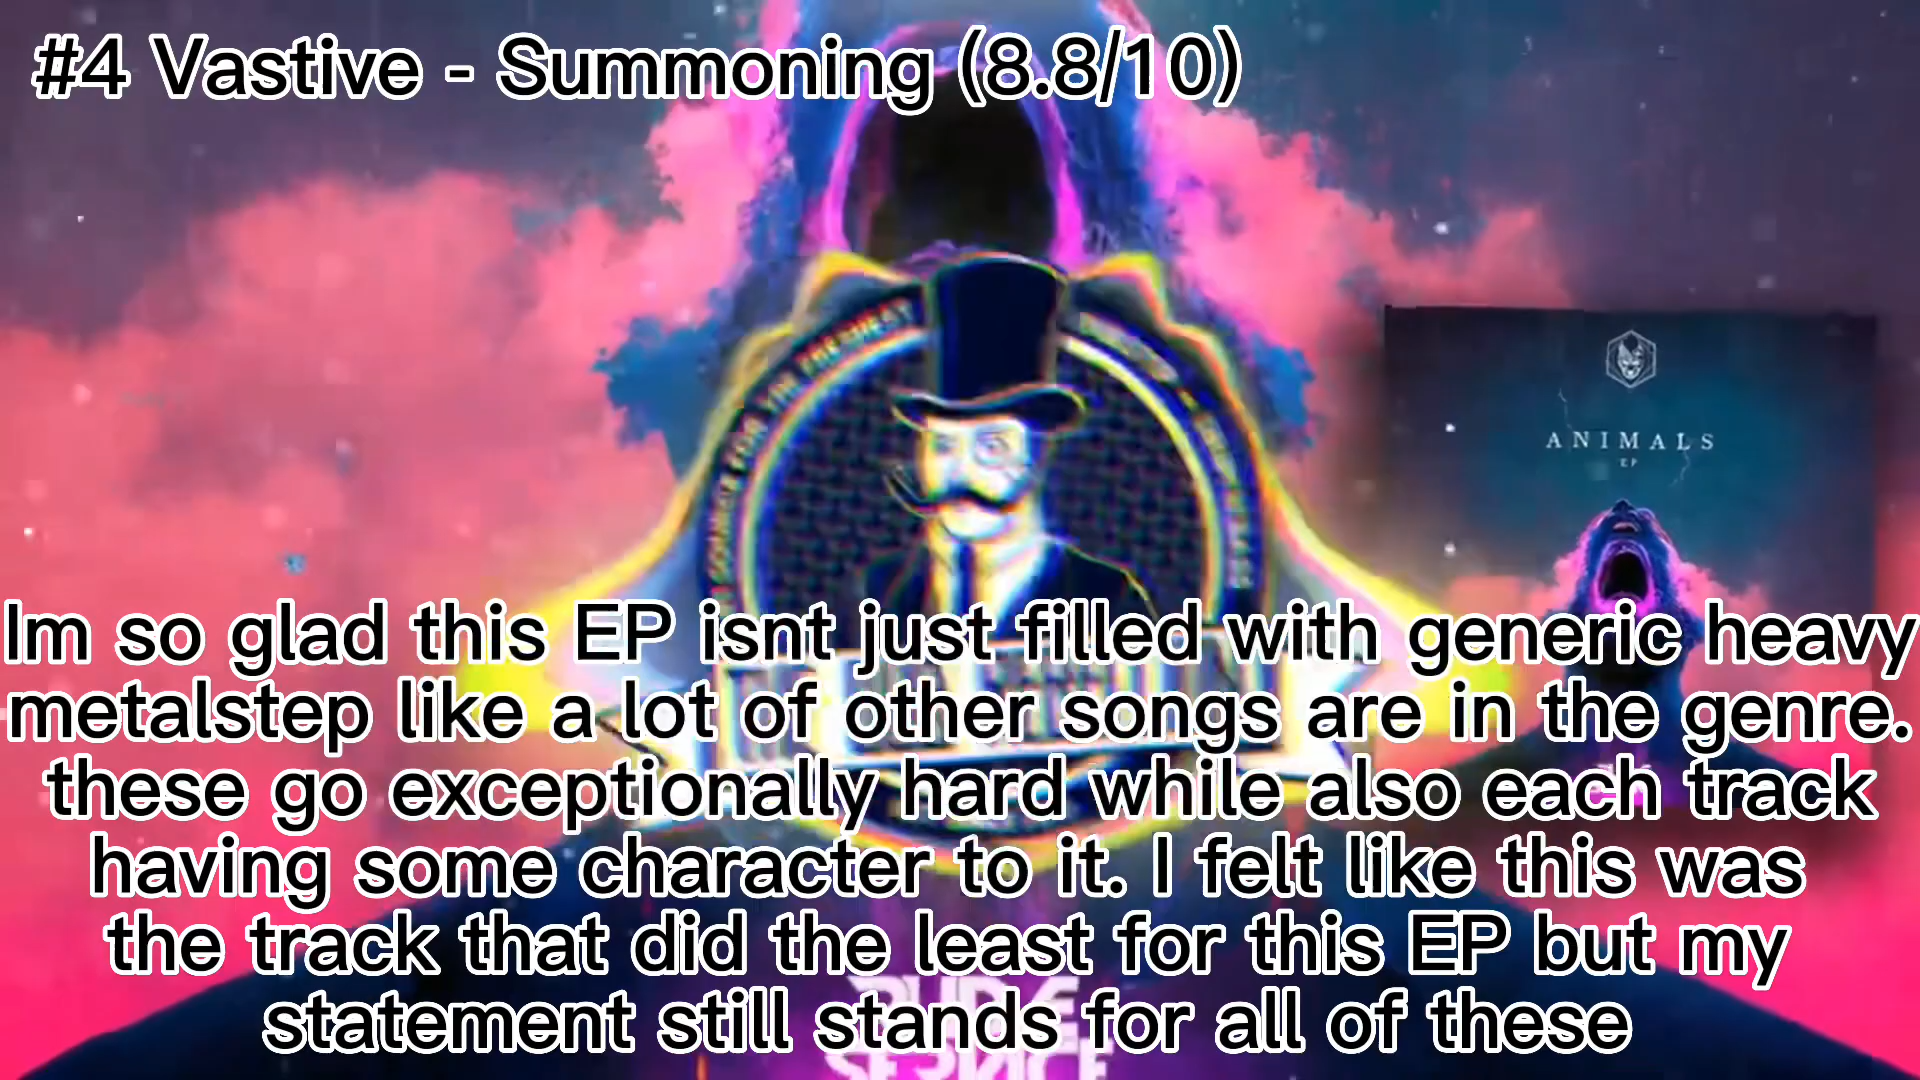 #4 Vastive - Summoning (8.8/10)
ANIMALS
EP
Im so glad this EP isnt just filled with generic heavy
metalstep like a lot of other songs are in the genre.
these go exceptionally hard while also each track
having some character to it. I felt like this was
the track that did the least for this EP but my
statement still stands for all of these
RUDE
SERVICE